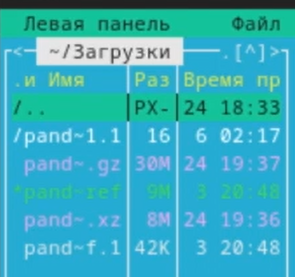 Левая панель Файл
<— ~/Загрузки —.[^]>
.и Имя Раз Время пр
/.. РХ- 24 18:33
/pand~1.1 16 6 02:17
pand~.gz 30M 24 19:37
*pand~ref 9M 3 20:48
pand~.xz 8M 24 19:36
pand~f.1 42K 3 20:48